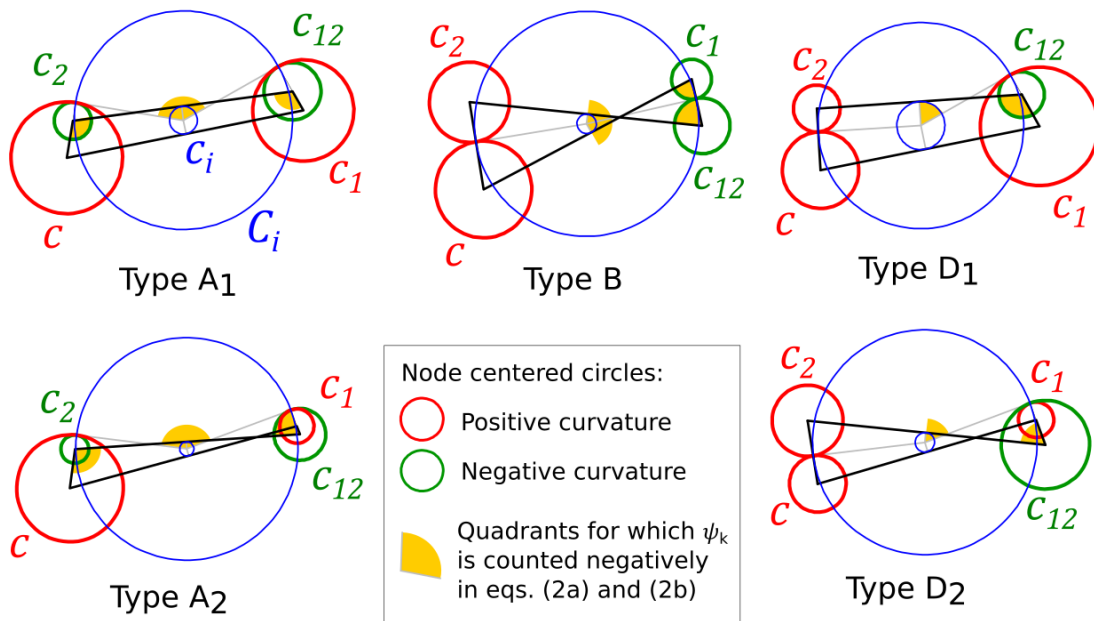 c₂
c₁₂
cᵢ
c₁
c
Cᵢ
Type A₁
c₂
c₁
c
c₁₂
Type B
c₂
c₁₂
c
c₁
Type D₁
c₂
c₁
c
c₁₂
Type A₂
Node centered circles:
Positive curvature
Negative curvature
Quadrants for which ψₖ
is counted negatively
in eqs. (2a) and (2b)
c₂
c₁
c
c₁₂
Type D₂